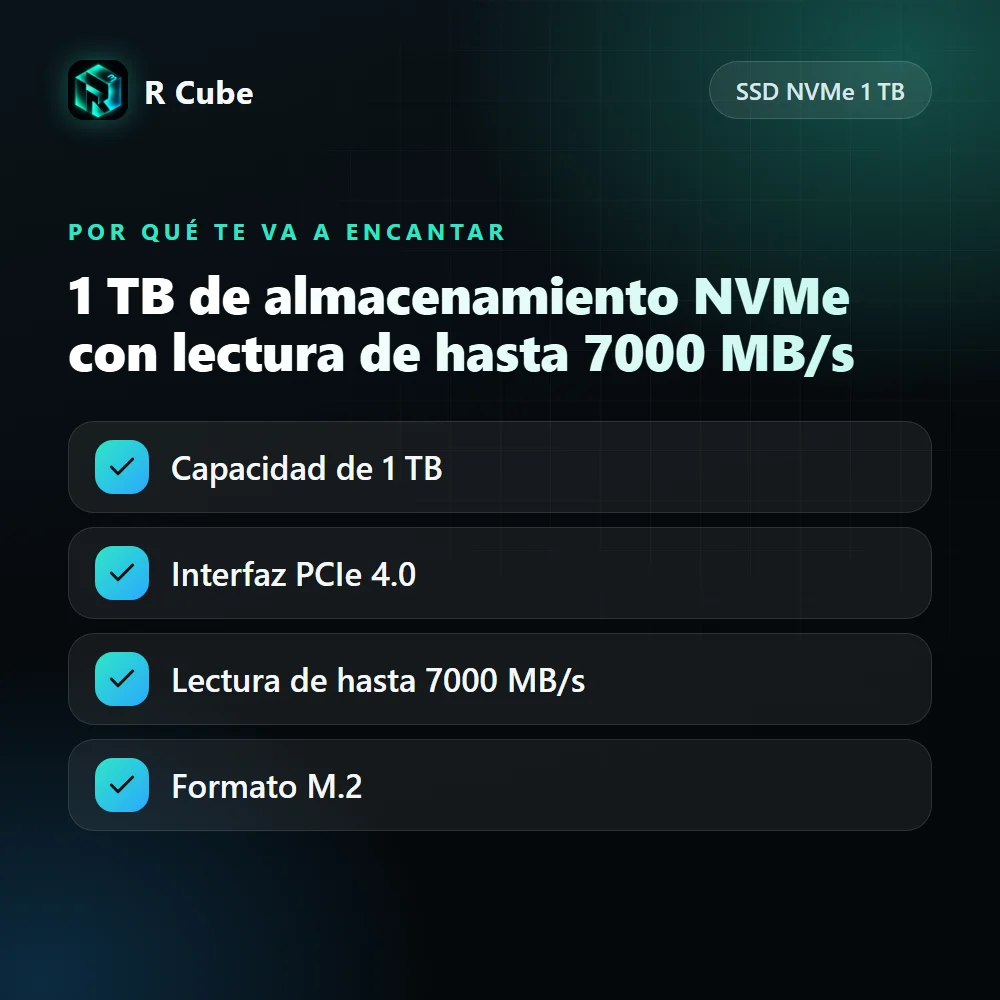 R Cube
SSD NVMe 1 TB
POR QUÉ TE VA A ENCANTAR
1 TB de almacenamiento NVMe
con lectura de hasta 7000 MB/s
Capacidad de 1 TB
Interfaz PCIe 4.0
Lectura de hasta 7000 MB/s
Formato M.2